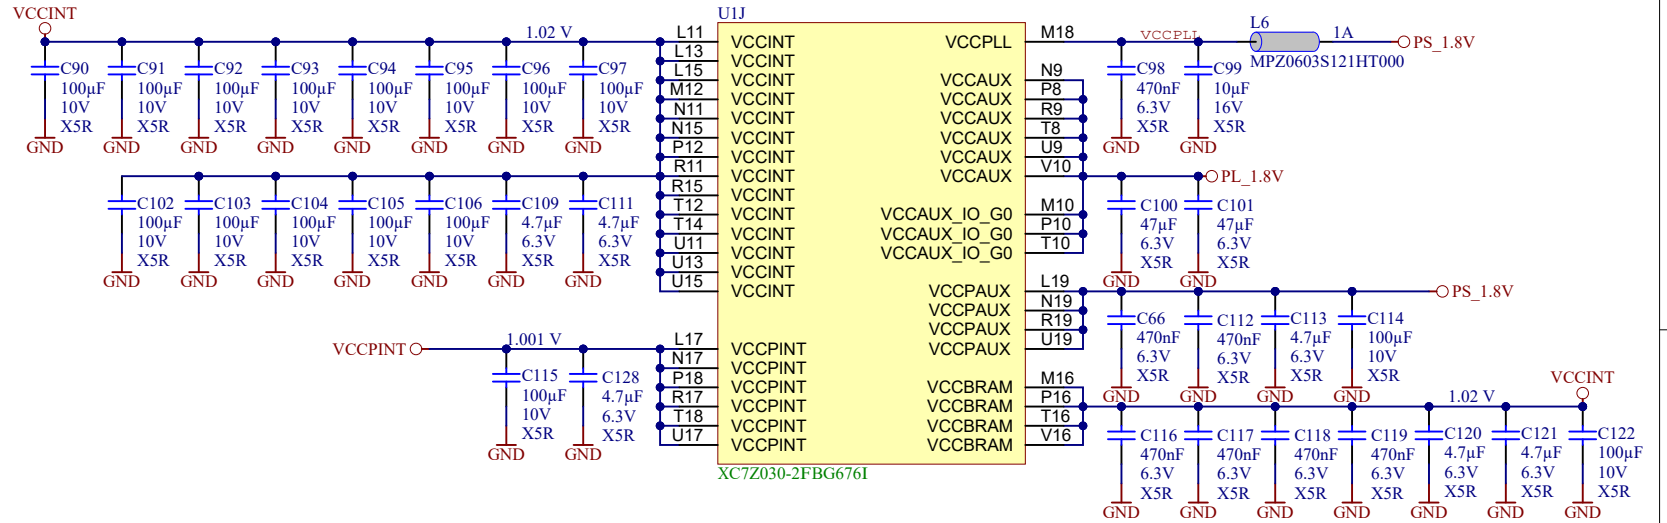 VCCINT
1.02 V
C90
100µF
10V
X5R
GND
C91
100µF
10V
X5R
GND
C92
100µF
10V
X5R
GND
C93
100µF
10V
X5R
GND
C94
100µF
10V
X5R
GND
C95
100µF
10V
X5R
GND
C96
100µF
10V
X5R
GND
C97
100µF
10V
X5R
GND
C102
100µF
10V
X5R
GND
C103
100µF
10V
X5R
GND
C104
100µF
10V
X5R
GND
C105
100µF
10V
X5R
GND
C106
100µF
10V
X5R
GND
C109
4.7µF
6.3V
X5R
GND
C111
4.7µF
6.3V
X5R
GND
VCCPINT
1.001 V
C115
100µF
10V
X5R
GND
C128
4.7µF
6.3V
X5R
GND
U1J
L11 VCCINT
L13 VCCINT
L15 VCCINT
M12 VCCINT
N11 VCCINT
N15 VCCINT
P12 VCCINT
R11 VCCINT
R15 VCCINT
T12 VCCINT
T14 VCCINT
U11 VCCINT
U13 VCCINT
U15 VCCINT
L17 VCCPINT
N17 VCCPINT
P18 VCCPINT
R17 VCCPINT
T18 VCCPINT
U17 VCCPINT
VCCPLL M18
VCCAUX N9
VCCAUX P8
VCCAUX R9
VCCAUX T8
VCCAUX U9
VCCAUX V10
VCCAUX_IO_G0 M10
VCCAUX_IO_G0 P10
VCCAUX_IO_G0 T10
VCCPAUX L19
VCCPAUX N19
VCCPAUX R19
VCCPAUX U19
VCCBRAM M16
VCCBRAM P16
VCCBRAM T16
VCCBRAM V16
XC7Z030-2FBG676I
VCCPLL
L6
1A
MPZ0603S121HT000
PS_1.8V
C98
470nF
6.3V
X5R
GND
C99
10µF
16V
X5R
GND
PL_1.8V
C100
47µF
6.3V
X5R
GND
C101
47µF
6.3V
X5R
GND
PS_1.8V
C66
470nF
6.3V
X5R
GND
C112
470nF
6.3V
X5R
GND
C113
4.7µF
6.3V
X5R
GND
C114
100µF
10V
X5R
GND
VCCINT
1.02 V
C116
470nF
6.3V
X5R
GND
C117
470nF
6.3V
X5R
GND
C118
470nF
6.3V
X5R
GND
C119
470nF
6.3V
X5R
GND
C120
4.7µF
6.3V
X5R
GND
C121
4.7µF
6.3V
X5R
GND
C122
100µF
10V
X5R
GND